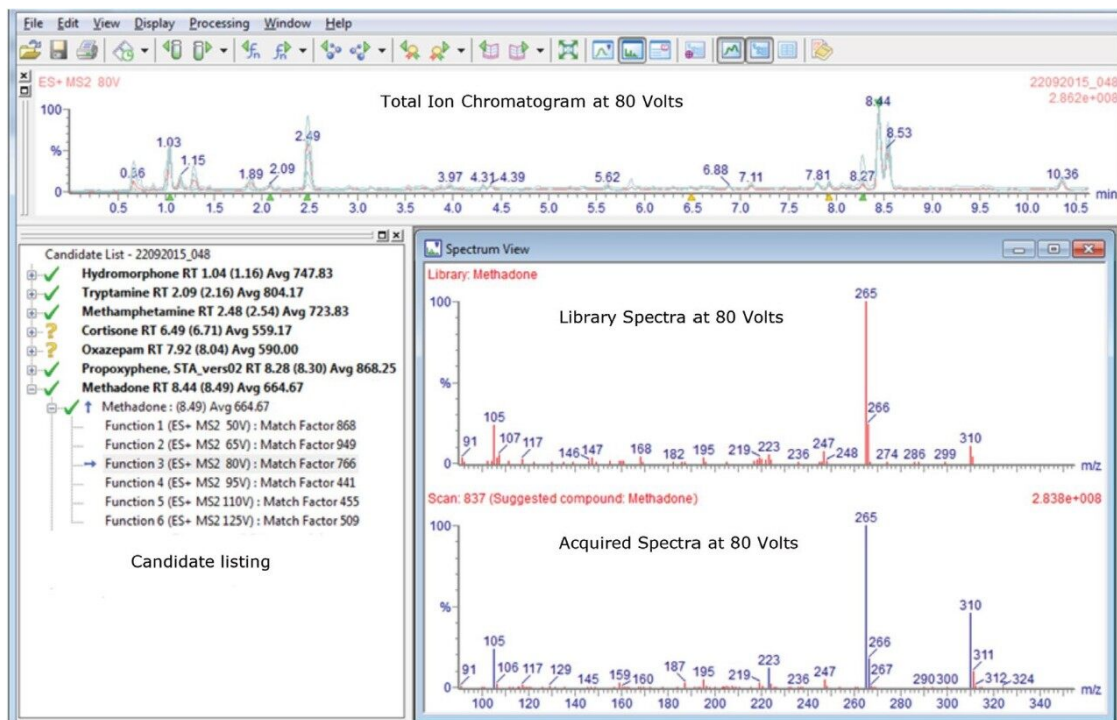 File Edit View Display Processing Window Help
ES+ MS2 80V
Total Ion Chromatogram at 80 Volts
22092015_048
2.862e+008
100
%
0
0.66 1.03 1.15 1.89 2.09 2.49 3.97 4.31 4.39 5.62 6.88 7.11 7.81 8.27 8.44 8.53 10.36
min
0.5 1.0 1.5 2.0 2.5 3.0 3.5 4.0 4.5 5.0 5.5 6.0 6.5 7.0 7.5 8.0 8.5 9.0 9.5 10.0 10.5
Candidate List - 22092015_048
Hydromorphone RT 1.04 (1.16) Avg 747.83
Tryptamine RT 2.09 (2.16) Avg 804.17
Methamphetamine RT 2.48 (2.54) Avg 723.83
Cortisone RT 6.49 (6.71) Avg 559.17
Oxazepam RT 7.92 (8.04) Avg 590.00
Propoxyphene, STA_vers02 RT 8.28 (8.30) Avg 868.25
Methadone RT 8.44 (8.49) Avg 664.67
Methadone : (8.49) Avg 664.67
Function 1 (ES+ MS2 50V) : Match Factor 868
Function 2 (ES+ MS2 65V) : Match Factor 949
Function 3 (ES+ MS2 80V) : Match Factor 766
Function 4 (ES+ MS2 95V) : Match Factor 441
Function 5 (ES+ MS2 110V) : Match Factor 455
Function 6 (ES+ MS2 125V) : Match Factor 509
Candidate listing
Spectrum View
Library: Methadone
Library Spectra at 80 Volts
100
%
0
91 105 107 117 146 147 168 182 195 219 223 236 247 248 265 266 274 286 299 310
m/z
Scan: 837 (Suggested compound: Methadone)
2.838e+008
Acquired Spectra at 80 Volts
100
%
0
91 105 106 117 129 145 159 160 187 195 219 223 236 247 265 266 267 290 300 310 311 312 324
m/z
100 120 140 160 180 200 220 240 260 280 300 320 340